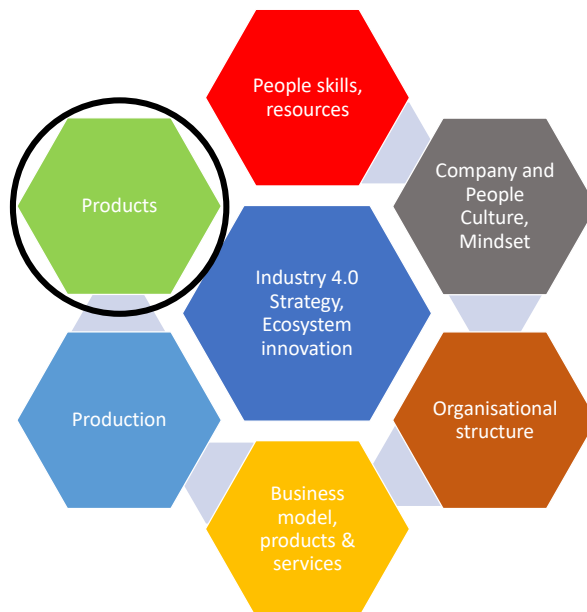 People skills,
resources
Company and
People
Culture,
Mindset
Products
Industry 4.0
Strategy,
Ecosystem
innovation
Production
Organisational
structure
Business
model,
products &
services